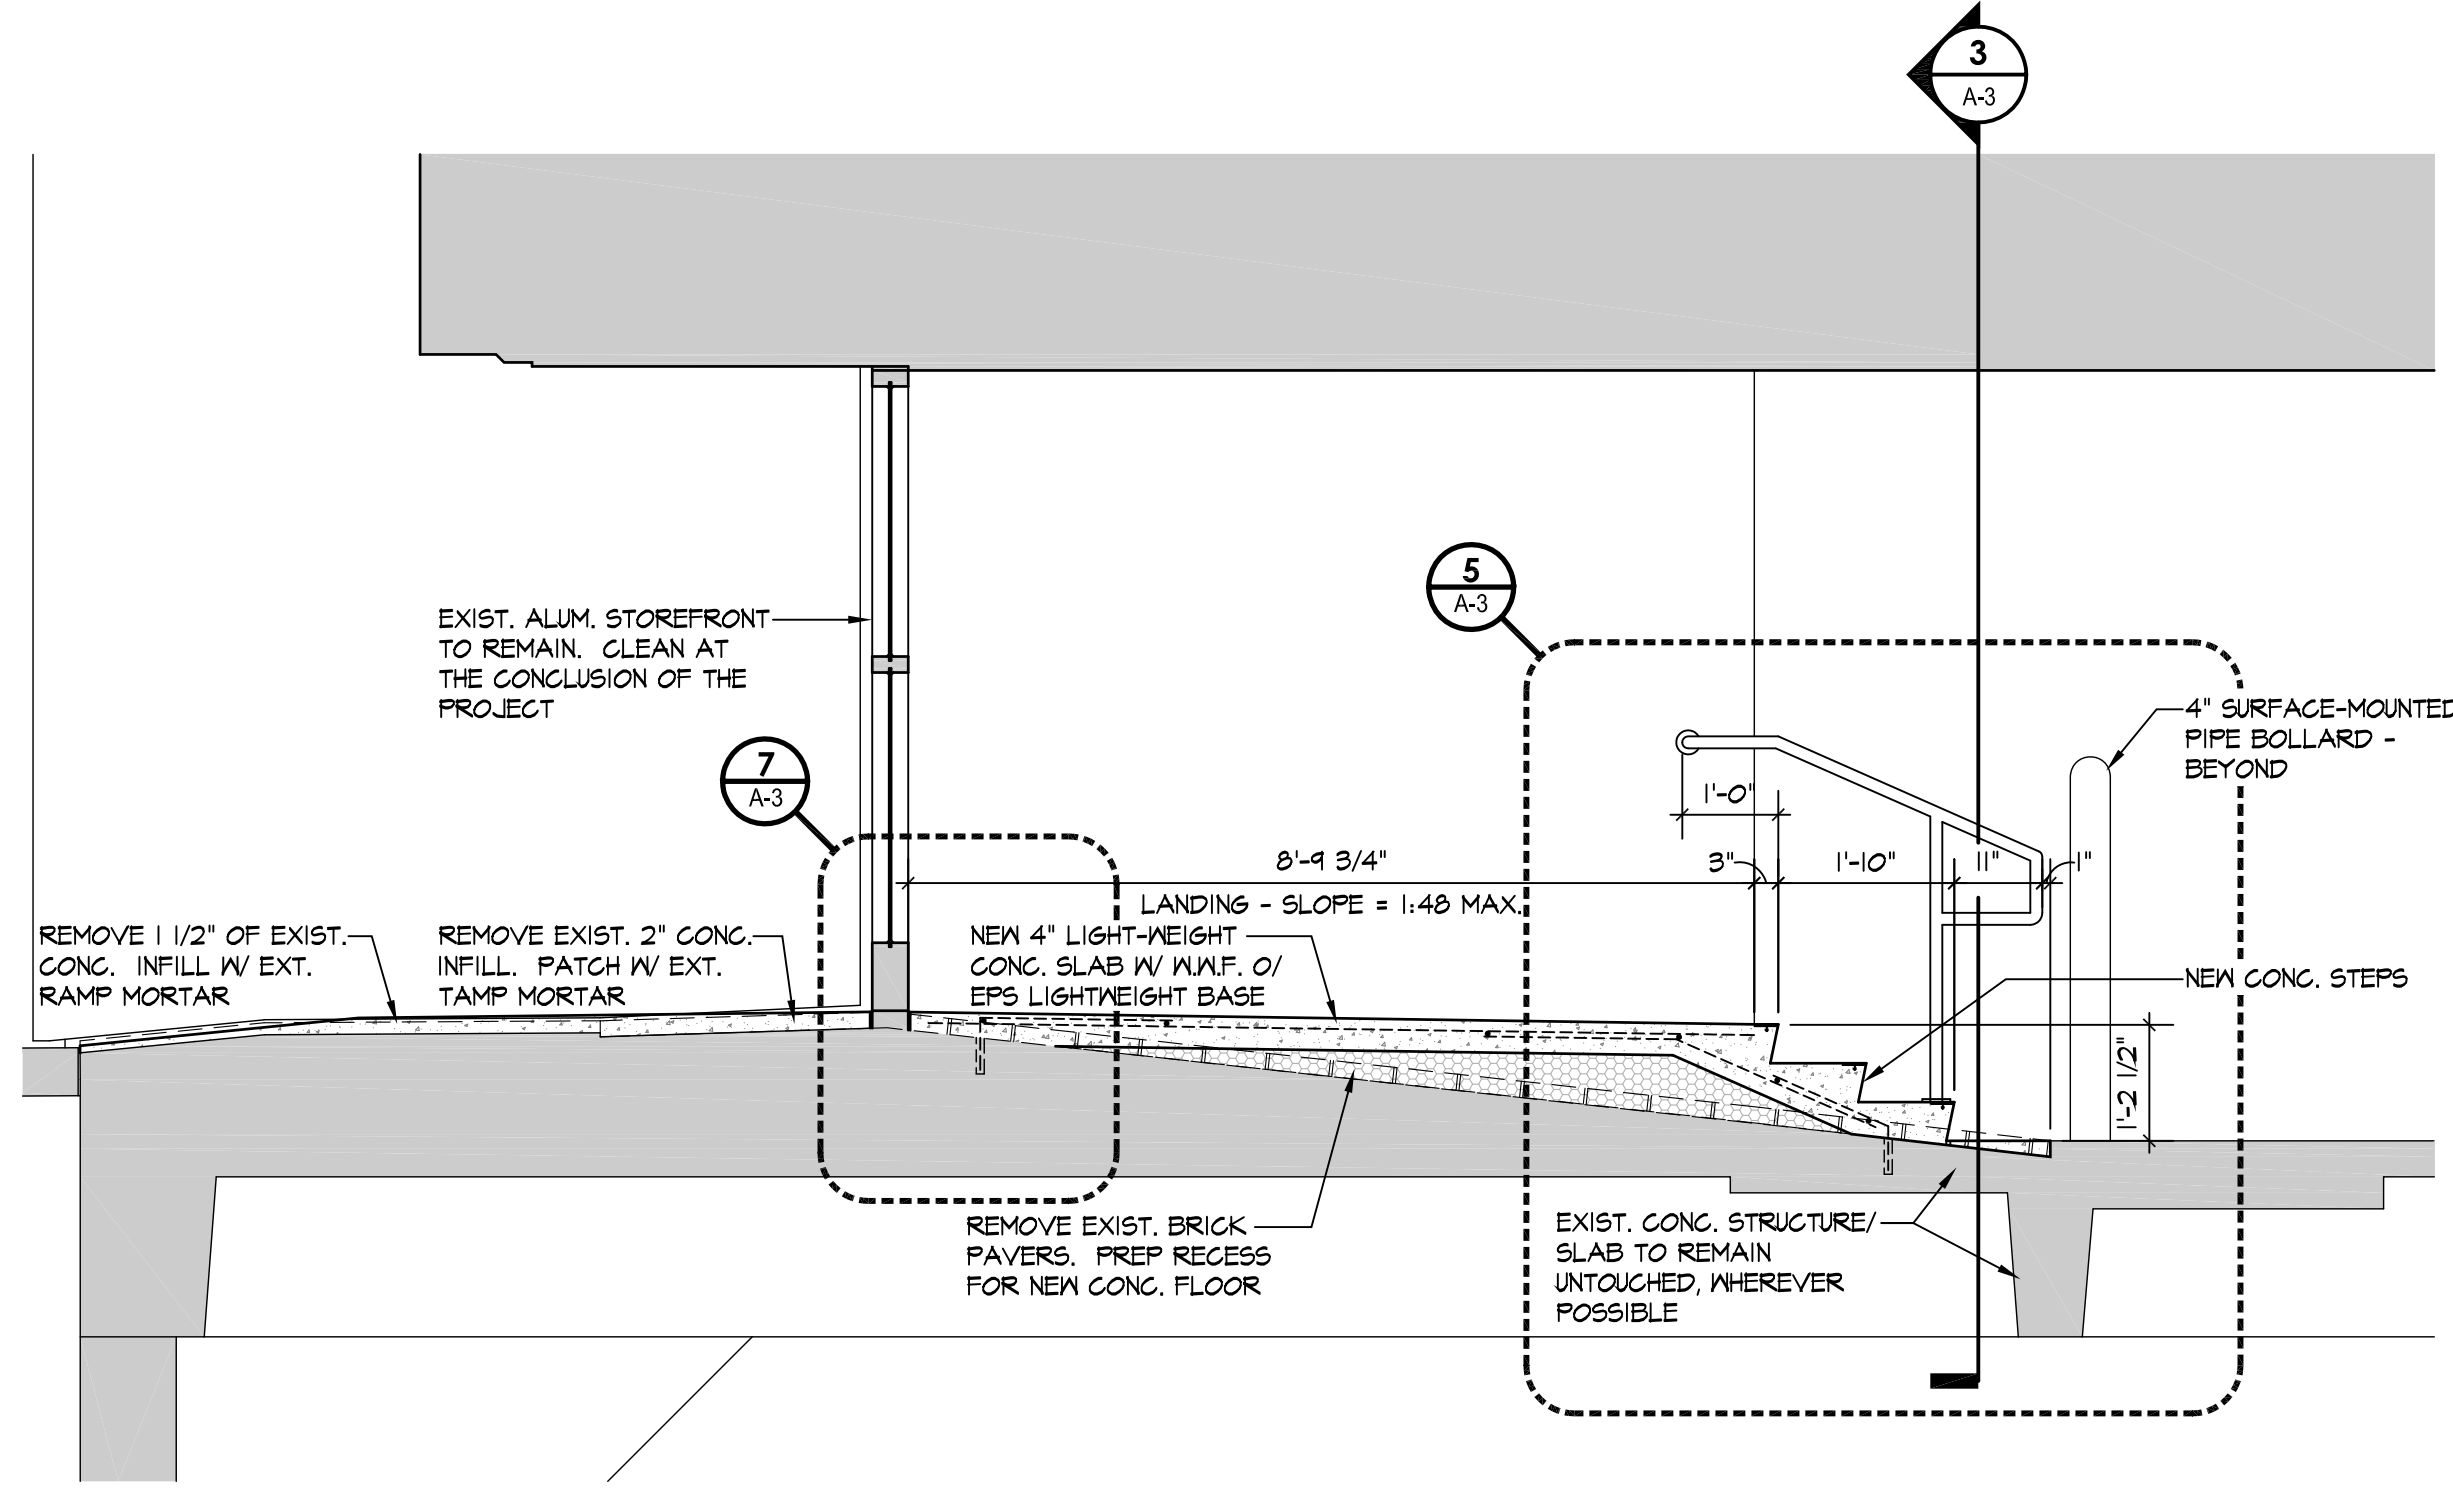 3
A-3
5
A-3
EXIST. ALUM. STOREFRONT
TO REMAIN. CLEAN AT
THE CONCLUSION OF THE
PROJECT
4" SURFACE-MOUNTED
PIPE BOLLARD -
BEYOND
7
A-3
1'-0"
8'-9 3/4"
3"
1'-10"
11"
1"
LANDING - SLOPE = 1:48 MAX.
REMOVE 1 1/2" OF EXIST.
CONC. INFILL W/ EXT.
RAMP MORTAR
REMOVE EXIST. 2" CONC.
INFILL. PATCH W/ EXT.
TAMP MORTAR
NEW 4" LIGHT-WEIGHT
CONC. SLAB W/ W.W.F. O/
EPS LIGHTWEIGHT BASE
NEW CONC. STEPS
1'-2 1/2"
REMOVE EXIST. BRICK
PAVERS. PREP RECESS
FOR NEW CONC. FLOOR
EXIST. CONC. STRUCTURE/
SLAB TO REMAIN
UNTOUCHED, WHEREVER
POSSIBLE